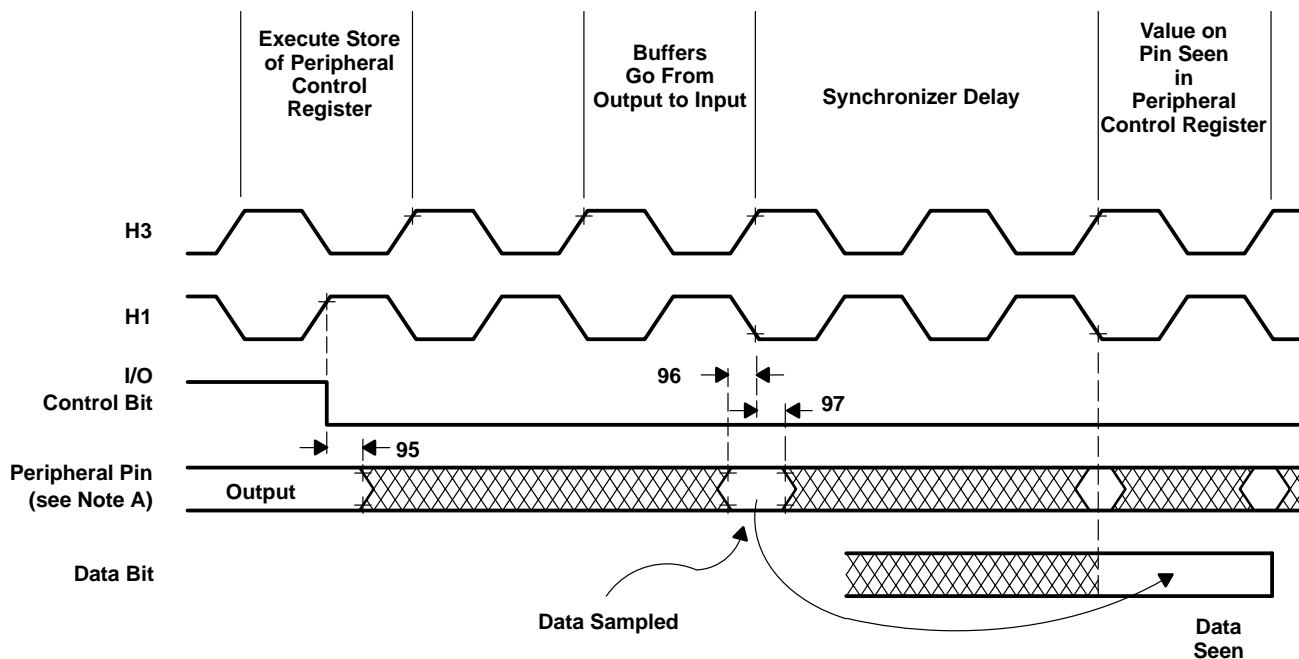 Execute Store
of Peripheral
Control
Register
Buffers
Go From
Output to Input
Synchronizer Delay
Value on
Pin Seen
in
Peripheral
Control Register
H3
H1
I/O
Control Bit
96
97
95
Peripheral Pin
(see Note A)
Output
Data Bit
Data Sampled
Data
Seen